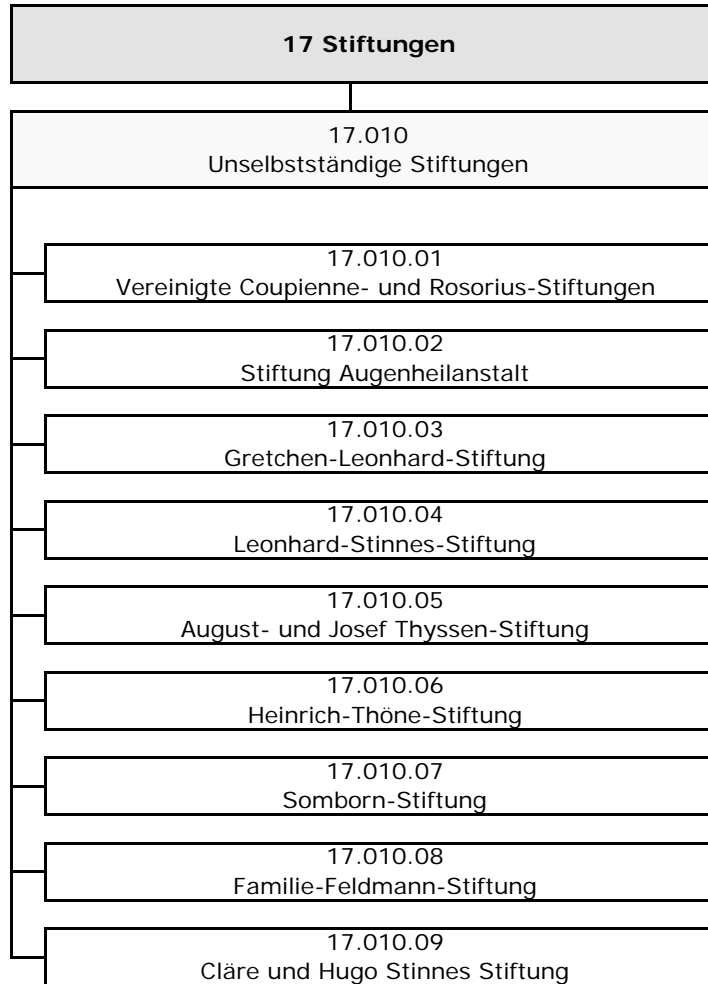 17 Stiftungen
17.010
Unselbstständige Stiftungen
17.010.01
Vereinigte Coupienne- und Rosorius-Stiftungen
17.010.02
Stiftung Augenheilanstalt
17.010.03
Gretchen-Leonhard-Stiftung
17.010.04
Leonhard-Stinnes-Stiftung
17.010.05
August- und Josef Thyssen-Stiftung
17.010.06
Heinrich-Thöne-Stiftung
17.010.07
Somborn-Stiftung
17.010.08
Familie-Feldmann-Stiftung
17.010.09
Cläre und Hugo Stinnes Stiftung